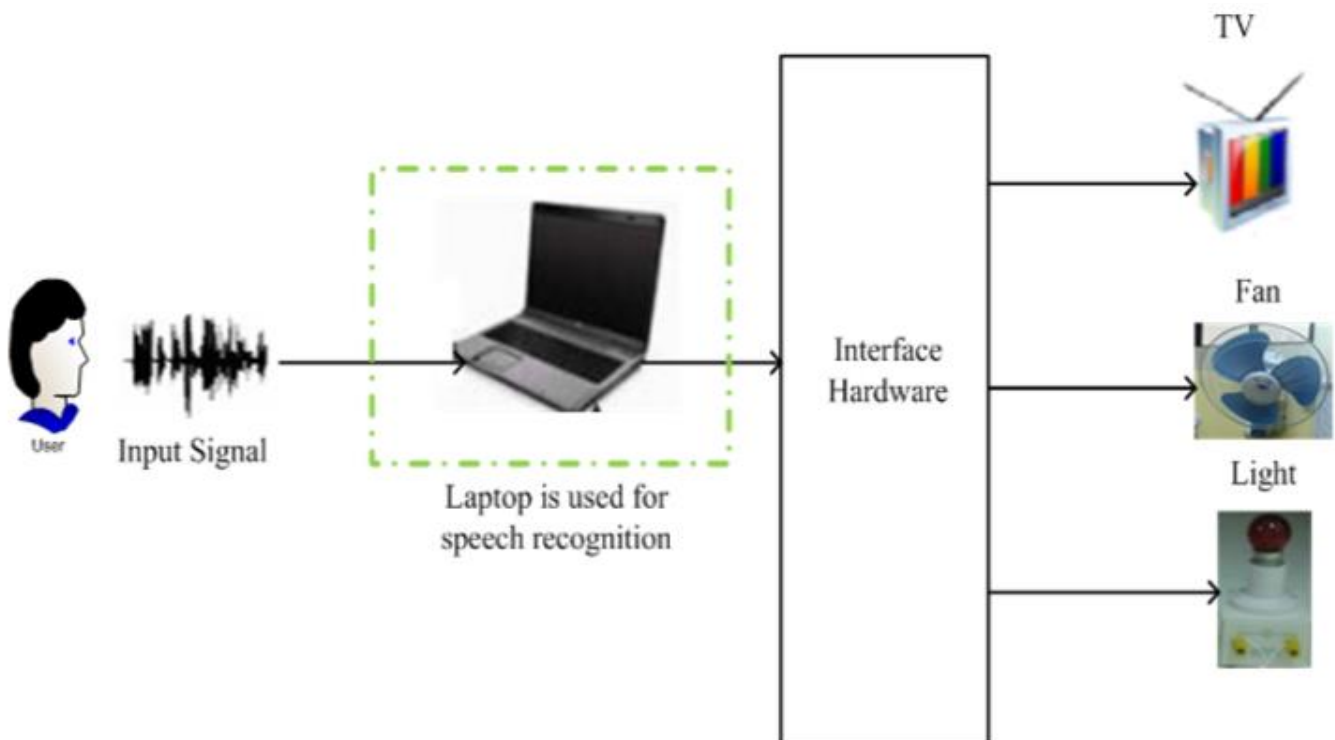 TV
Fan
Interface
Hardware
User
Input Signal
Light
Laptop is used for
speech recognition